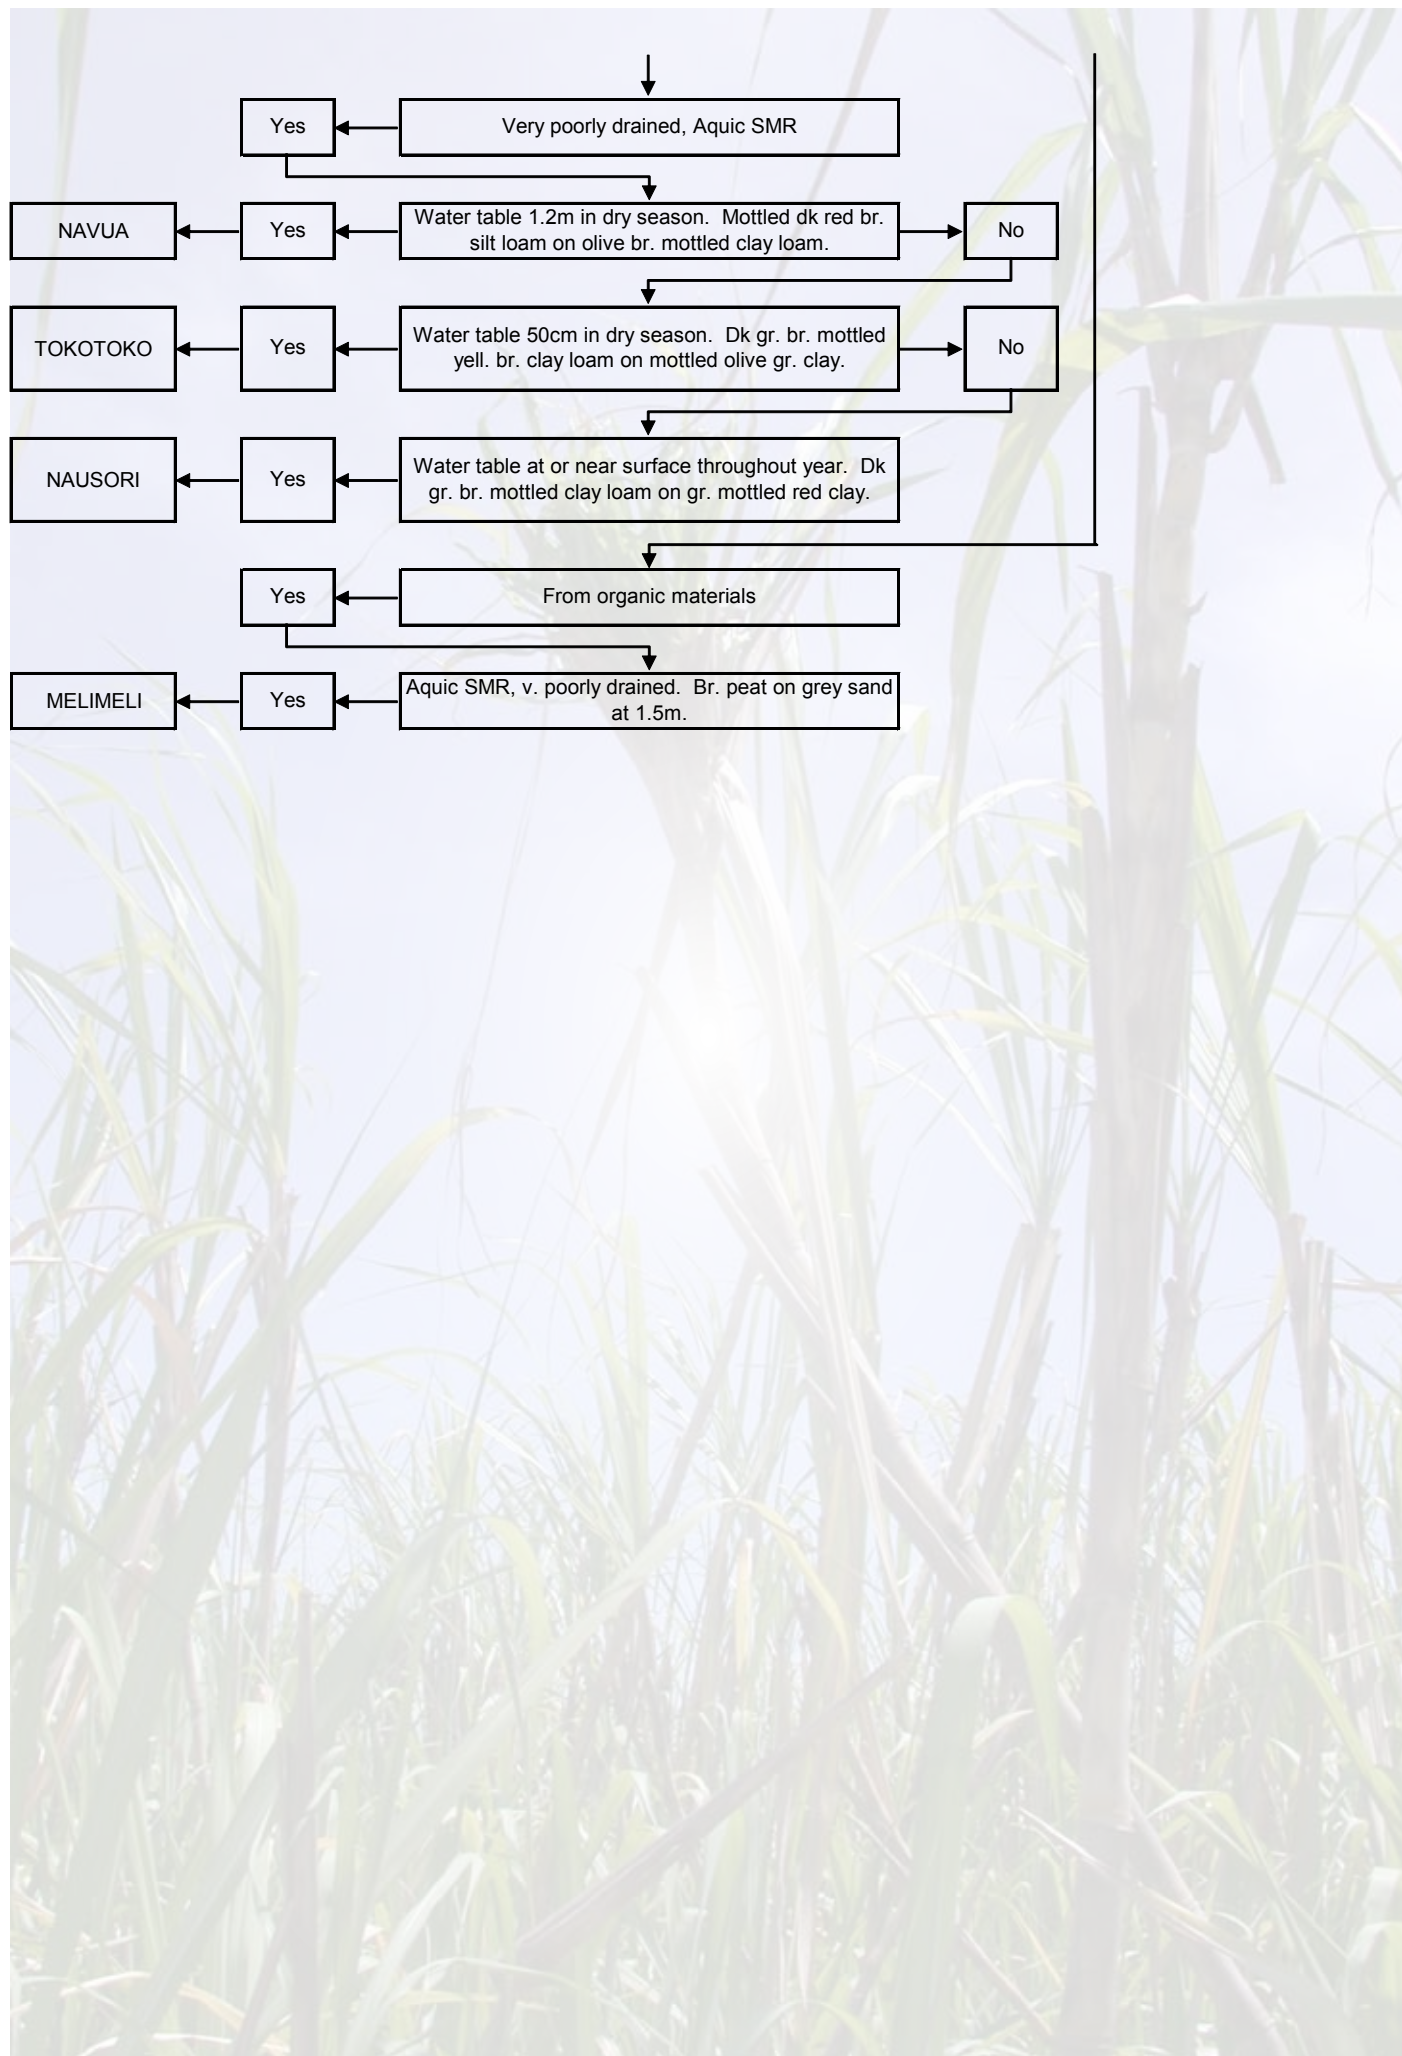 Yes
Very poorly drained, Aquic SMR
NAVUA
Yes
Water table 1.2m in dry season. Mottled dk red br.
silt loam on olive br. mottled clay loam.
No
TOKOTOKO
Yes
Water table 50cm in dry season. Dk gr. br. mottled
yell. br. clay loam on mottled olive gr. clay.
No
NAUSORI
Yes
Water table at or near surface throughout year. Dk
gr. br. mottled clay loam on gr. mottled red clay.
Yes
From organic materials
MELIMELI
Yes
Aquic SMR, v. poorly drained. Br. peat on grey sand
at 1.5m.